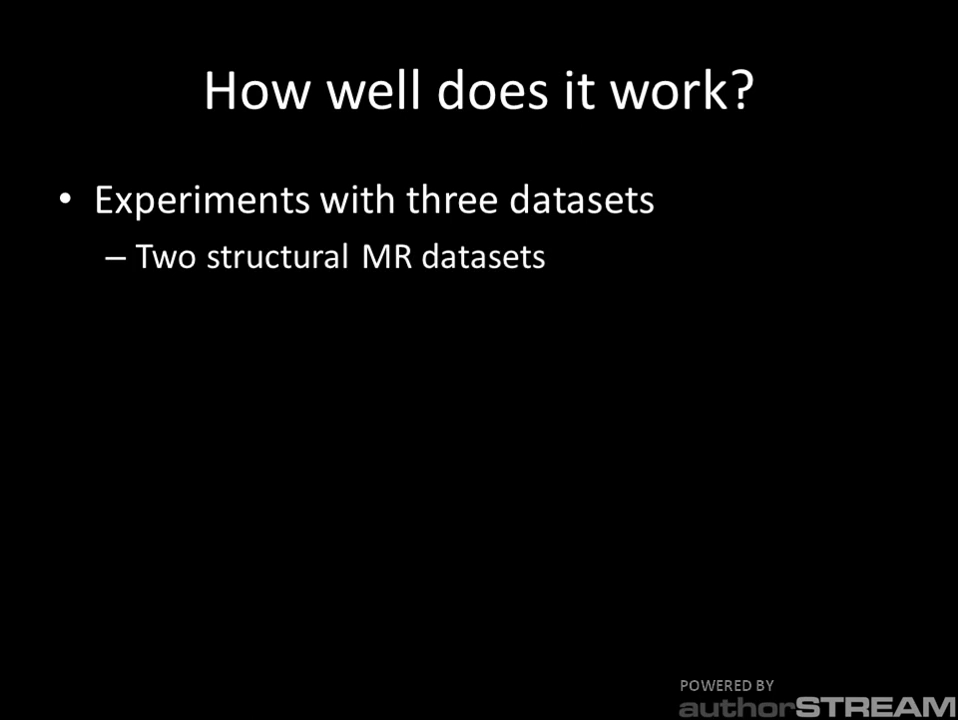 How well does it work?
• Experiments with three datasets
– Two structural MR datasets
POWERED BY
authorSTREAM